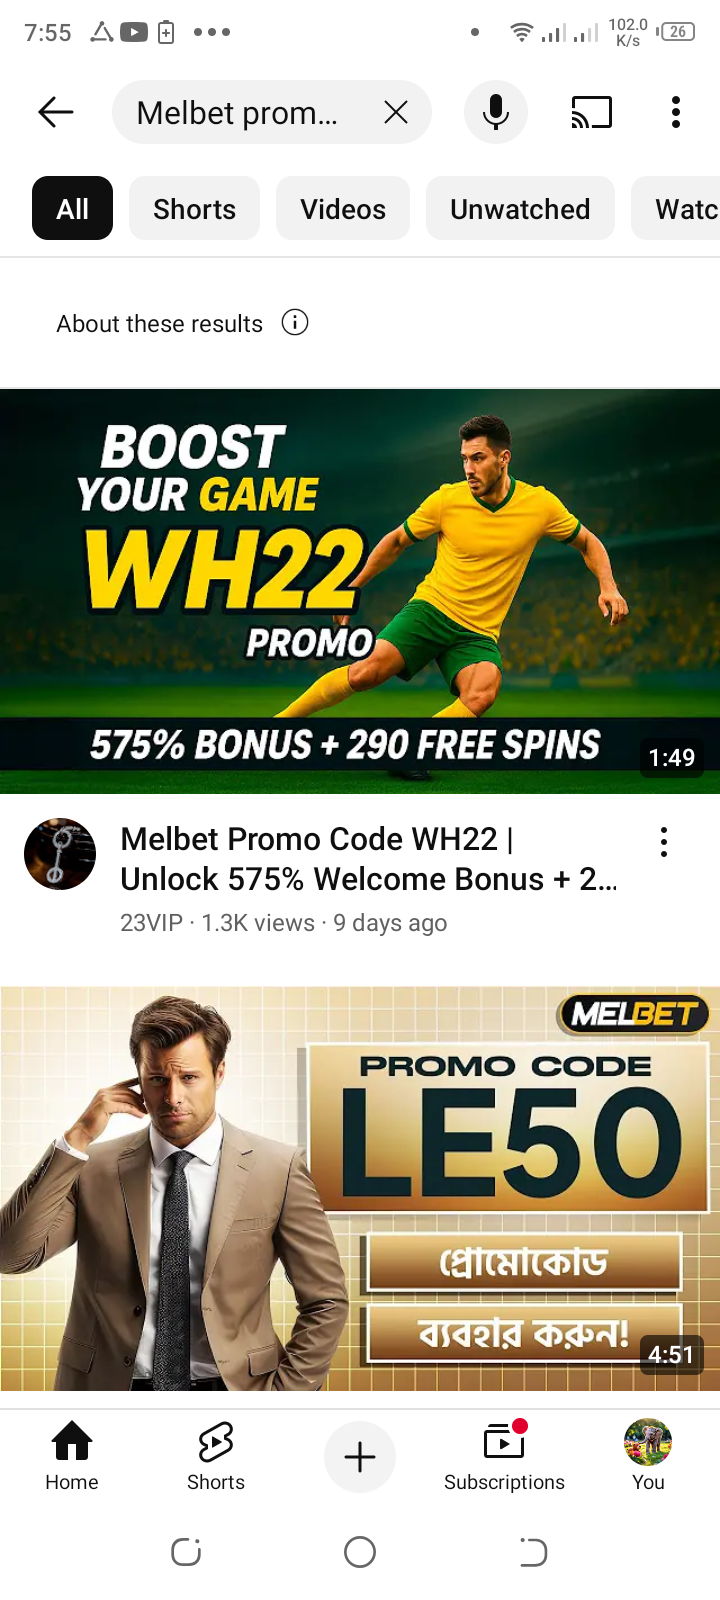 7:55
102.0
K/s
26
Melbet prom...
All
Shorts
Videos
Unwatched
Watc
About these results
BOOST
YOUR GAME
WH22
PROMO
575% BONUS + 290 FREE SPINS
1:49
Melbet Promo Code WH22 |
Unlock 575% Welcome Bonus + 2...
23VIP · 1.3K views · 9 days ago
MELBET
PROMO CODE
LE50
প্রোমোকোড
ব্যবহার করুন!
4:51
Home
Shorts
Subscriptions
You